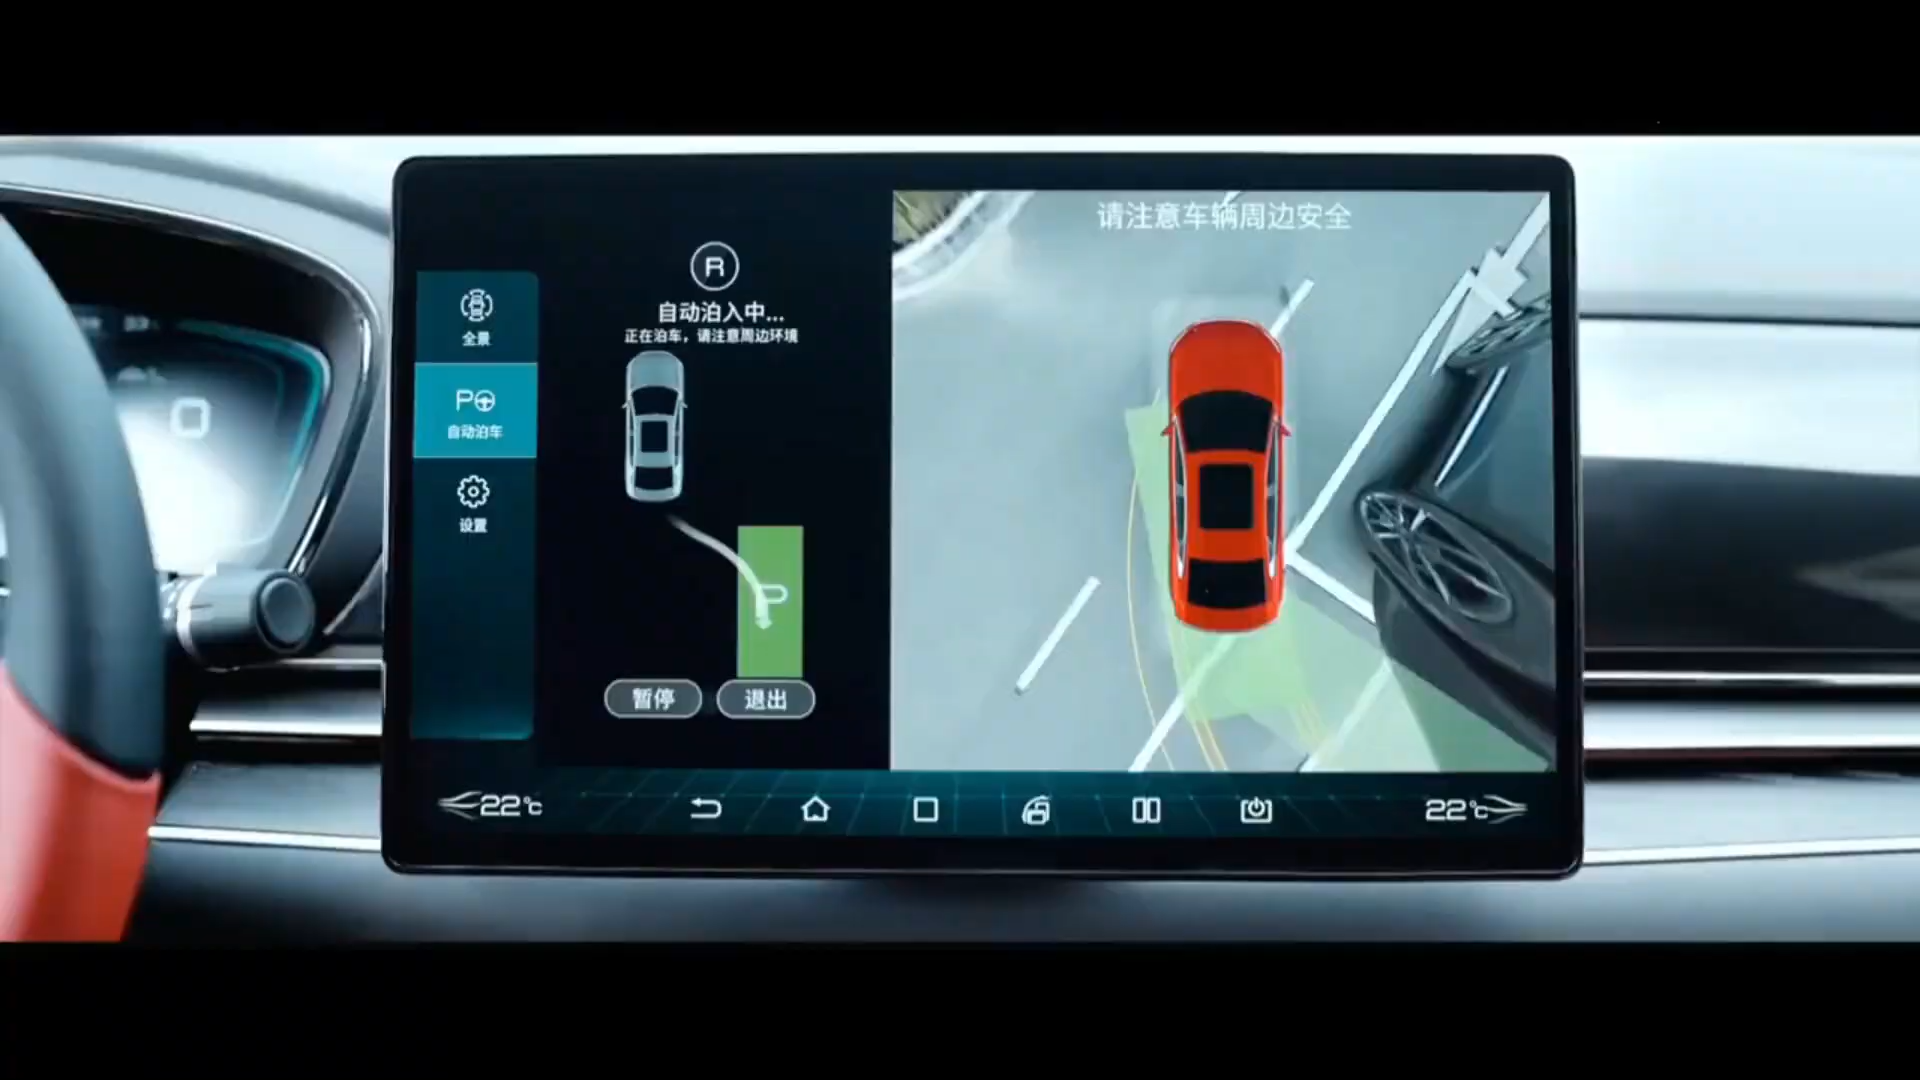 请注意车辆周边安全
R
自动泊入中...
正在泊车，请注意周边环境
全景
P
自动泊车
设置
P
暂停 退出
22℃
22℃